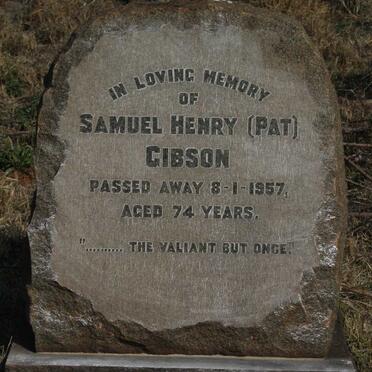 IN LOVING MEMORY
OF
SAMUEL HENRY (PAT)
GIBSON
PASSED AWAY 8-1-1957,
AGED 74 YEARS.
".......... THE VALIANT BUT ONCE."